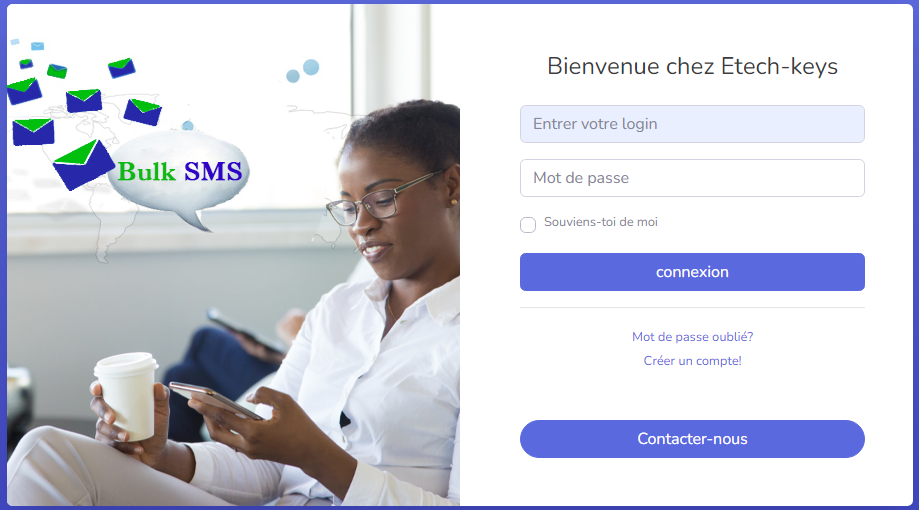 Bulk SMS
Bienvenue chez Etech-keys
Entrer votre login
Mot de passe
Souviens-toi de moi
connexion
Mot de passe oublié?
Créer un compte!
Contacter-nous